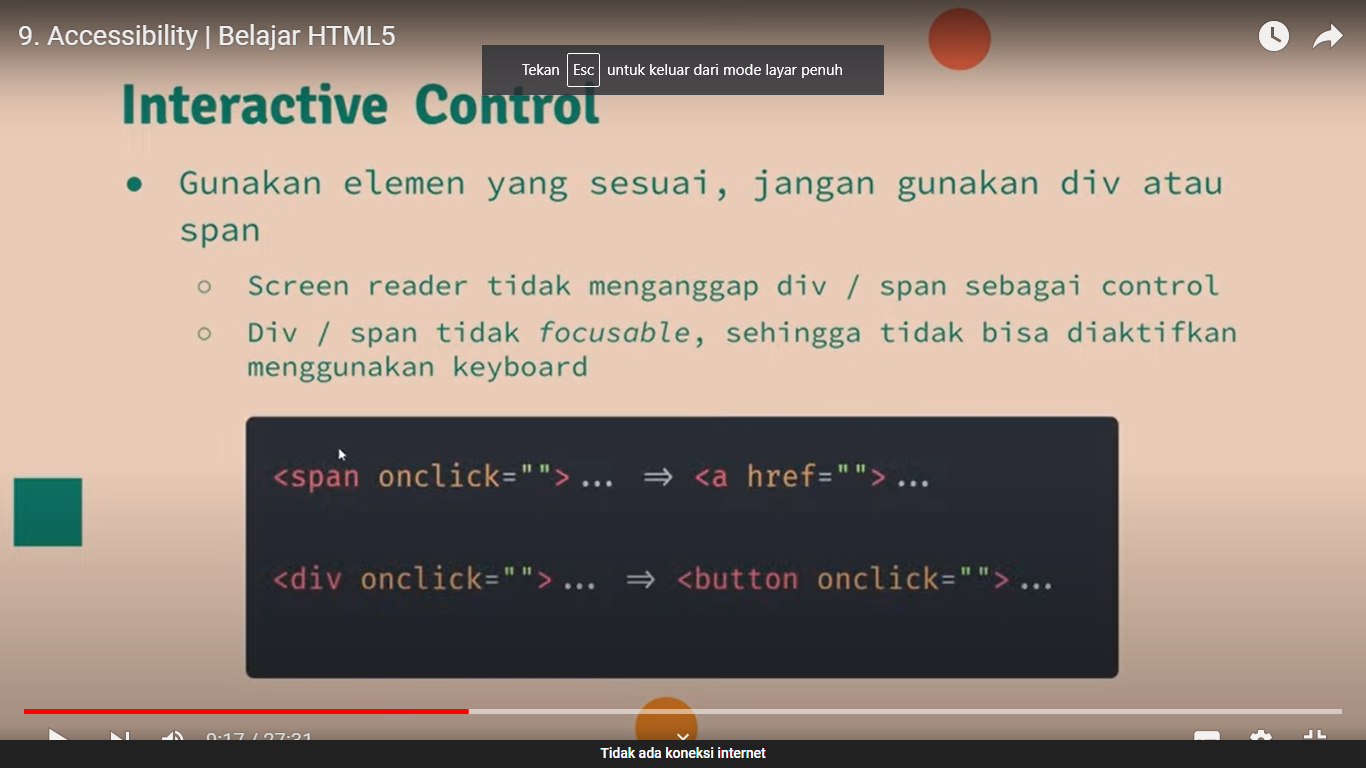 9. Accessibility | Belajar HTML5
Tekan Esc untuk keluar dari mode layar penuh
Interactive Control
● Gunakan elemen yang sesuai, jangan gunakan div atau
span
○ Screen reader tidak menganggap div / span sebagai control
○ Div / span tidak focusable, sehingga tidak bisa diaktifkan
menggunakan keyboard
<span onclick="">... ⇒ <a href="">...
<div onclick="">... ⇒ <button onclick="">...
9:17 / 27:31
Tidak ada koneksi internet